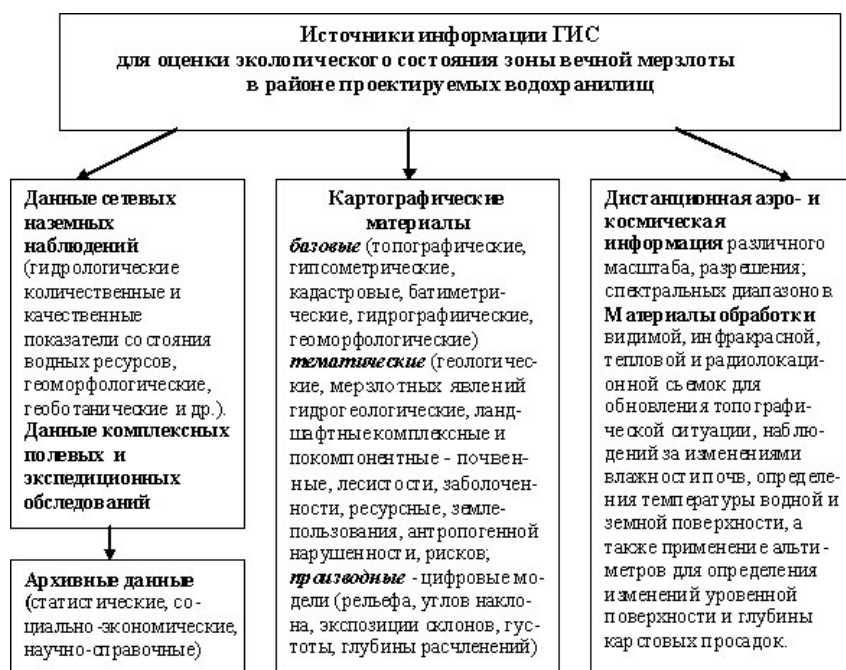 Источники информации ГИС
для оценки экологического состояния зоны вечной мерзлоты
в районе проектируемых водохранилищ
Данные сетевых
наземных
наблюдений
(гидрологические
количественные и
качественные
показатели состояния
водных ресурсов,
геоморфологические,
геоботанические и др.).
Данные комплексных
полевых и
экспедиционных
обследований
Архивные данные
(статистические, со-
циально-экономические,
научно-справочные)
Картографические
материалы
базовые (топографические,
гипсометрические,
кадастровые, батиметри-
ческие, гидрографиические,
геоморфологические)
тематические (геологичес-
кие, мерзлотных явлений
гидрогеологические, ланд-
шафтные комплексные и
покомпонентные - почвен-
ные, лесистости, заболочен-
ности, ресурсные, земле-
пользования, антропогенной
нарушенности, рисков;
производные - цифровые мо-
дели (рельефа, углов накло-
на, экспозиции склонов, гус-
тоты, глубины расчленений)
Дистанционная аэро- и
космическая
информация различного
масштаба, разрешения;
спектральных диапазонов
Материалы обработки
видимой, инфракрасной,
тепловой и радиолокаци-
онной сьемок для
обновления топографи-
ческой ситуации, наблю-
дений за изменениями
влажности почв, определе-
ния температуры водной и
земной поверхности, а
также применение альти-
метров для определения
изменений уровенной
поверхности и глубины
карстовых просадок.